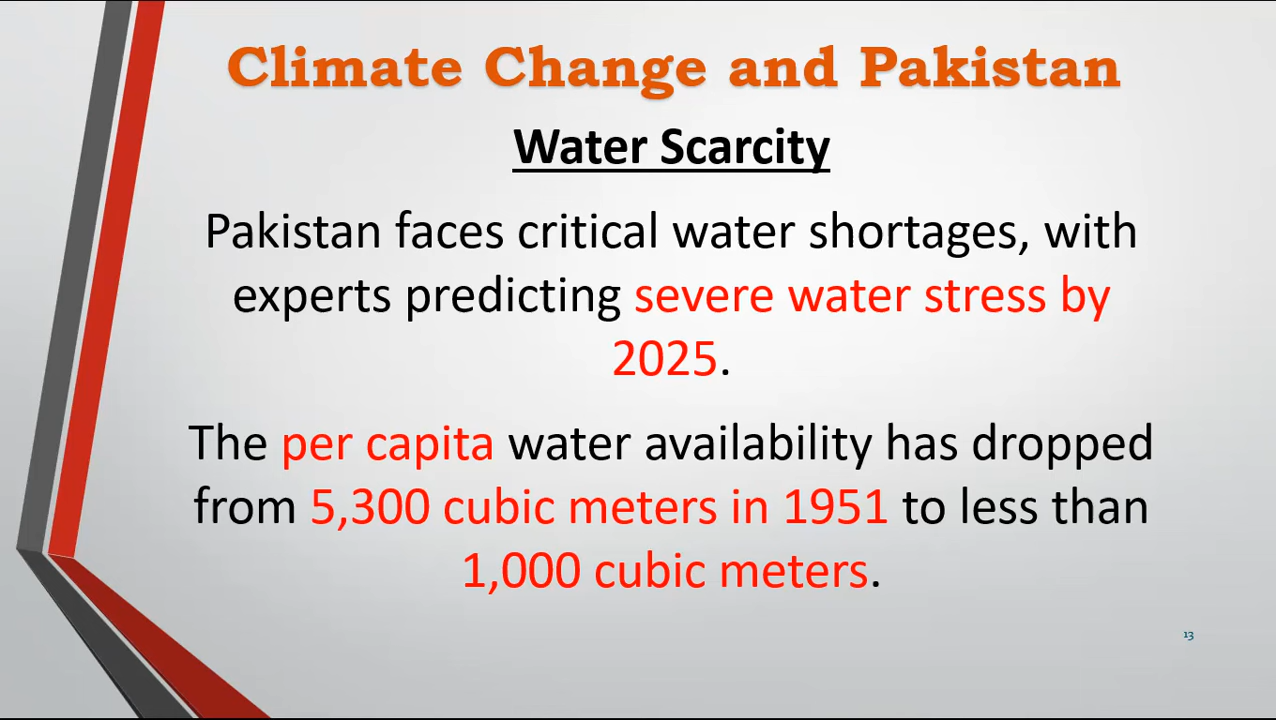 Climate Change and Pakistan
Water Scarcity
Pakistan faces critical water shortages, with
experts predicting severe water stress by
2025.
The per capita water availability has dropped
from 5,300 cubic meters in 1951 to less than
1,000 cubic meters.
13